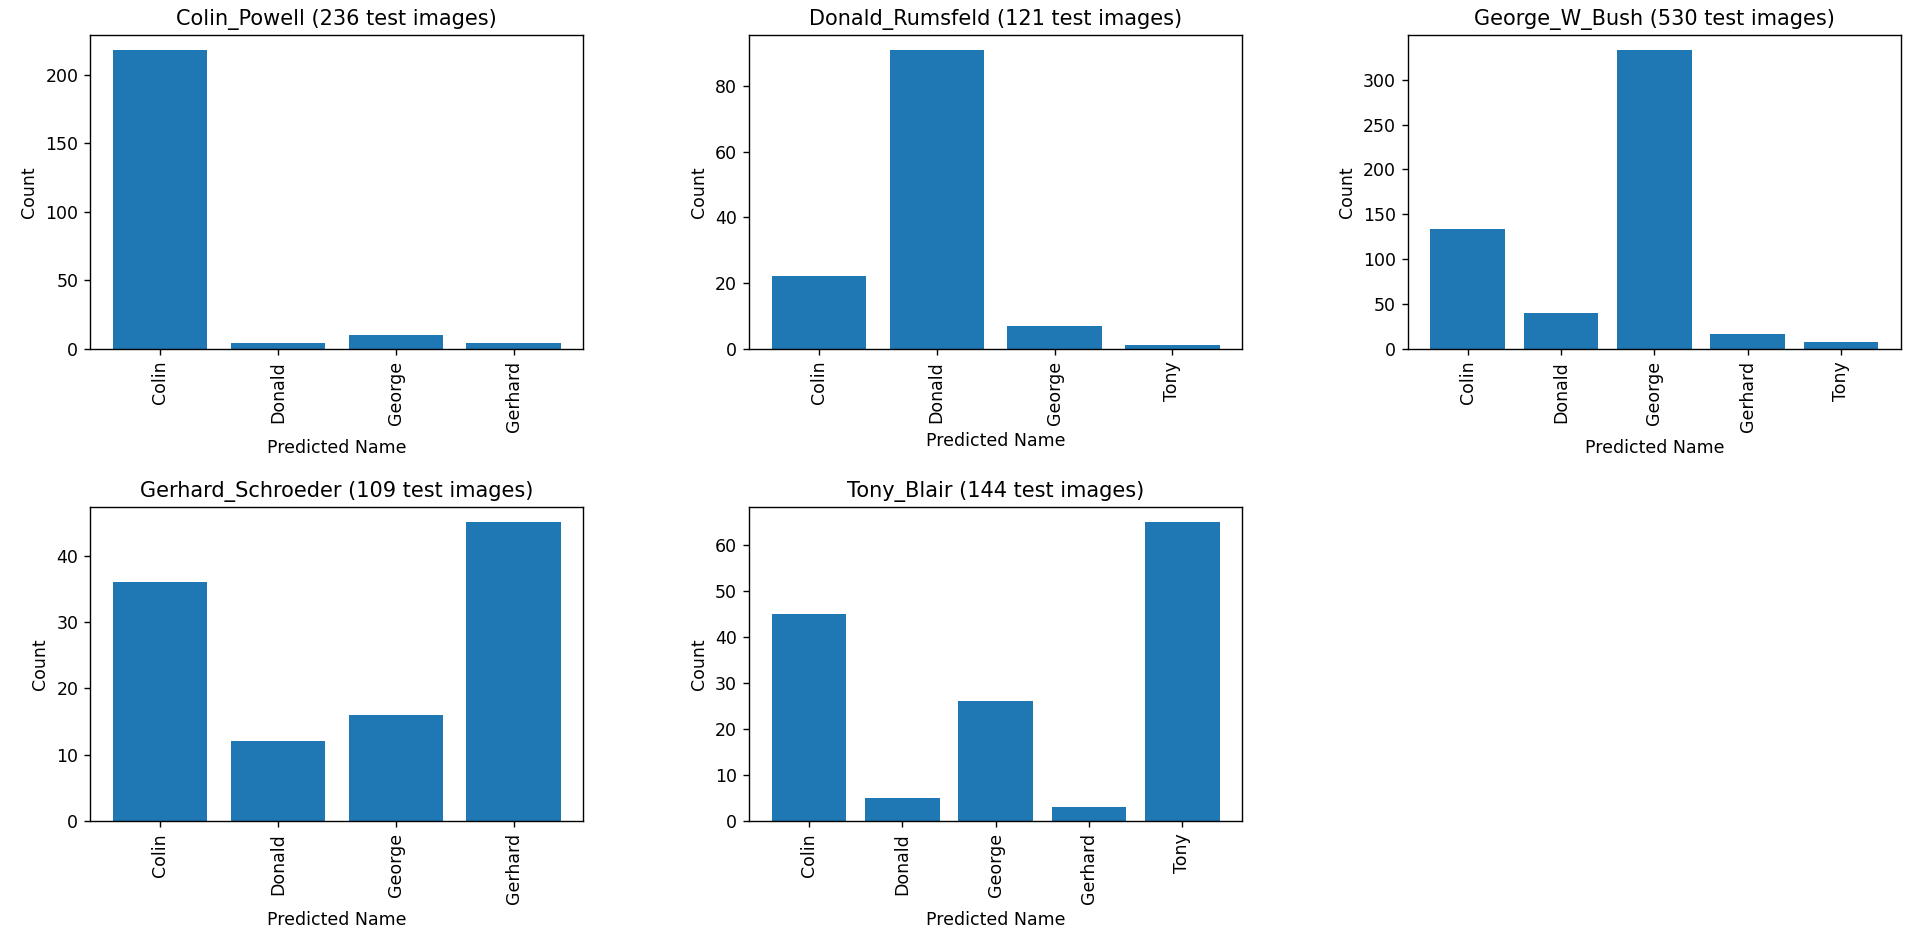 Colin_Powell (236 test images)
200
150
100
50
0
Count
Colin
Donald
George
Gerhard
Predicted Name
Donald_Rumsfeld (121 test images)
80
60
40
20
0
Count
Colin
Donald
George
Tony
Predicted Name
George_W_Bush (530 test images)
300
250
200
150
100
50
0
Count
Colin
Donald
George
Gerhard
Tony
Predicted Name
Gerhard_Schroeder (109 test images)
40
30
20
10
0
Count
Colin
Donald
George
Gerhard
Predicted Name
Tony_Blair (144 test images)
60
50
40
30
20
10
0
Count
Colin
Donald
George
Gerhard
Tony
Predicted Name